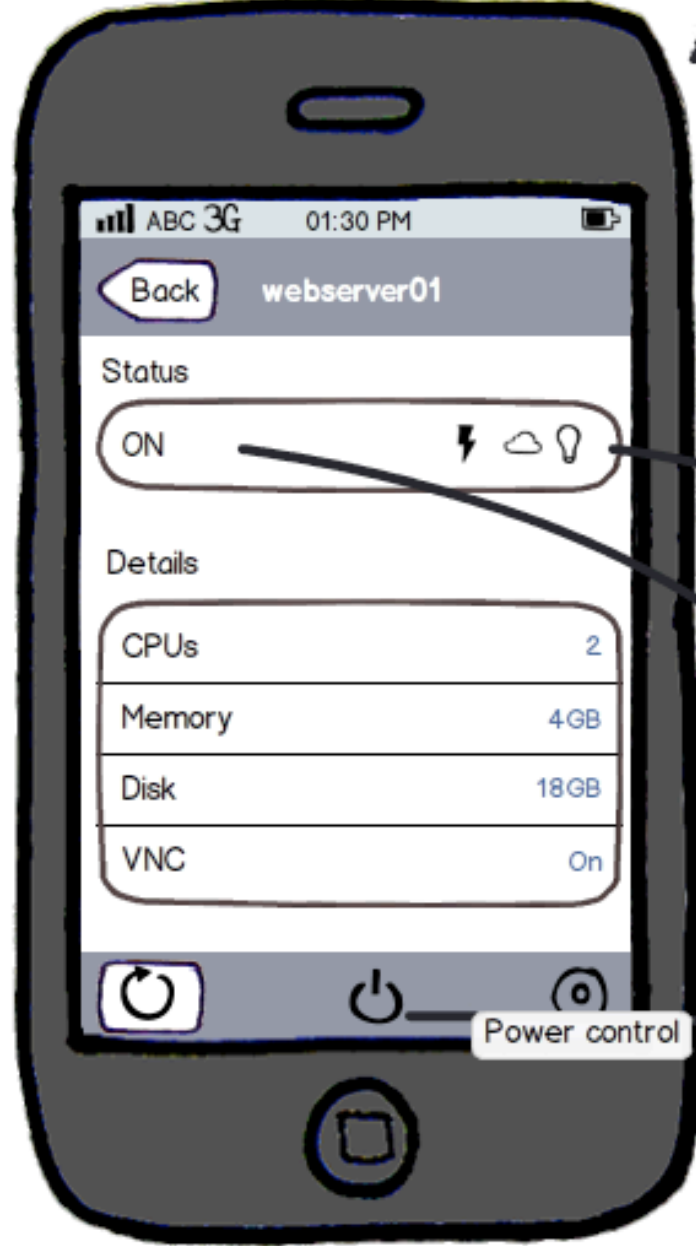 ABC 3G 01:30 PM
Back webserver01
Status
ON
Details
CPUs 2
Memory 4GB
Disk 18GB
VNC On
Power control